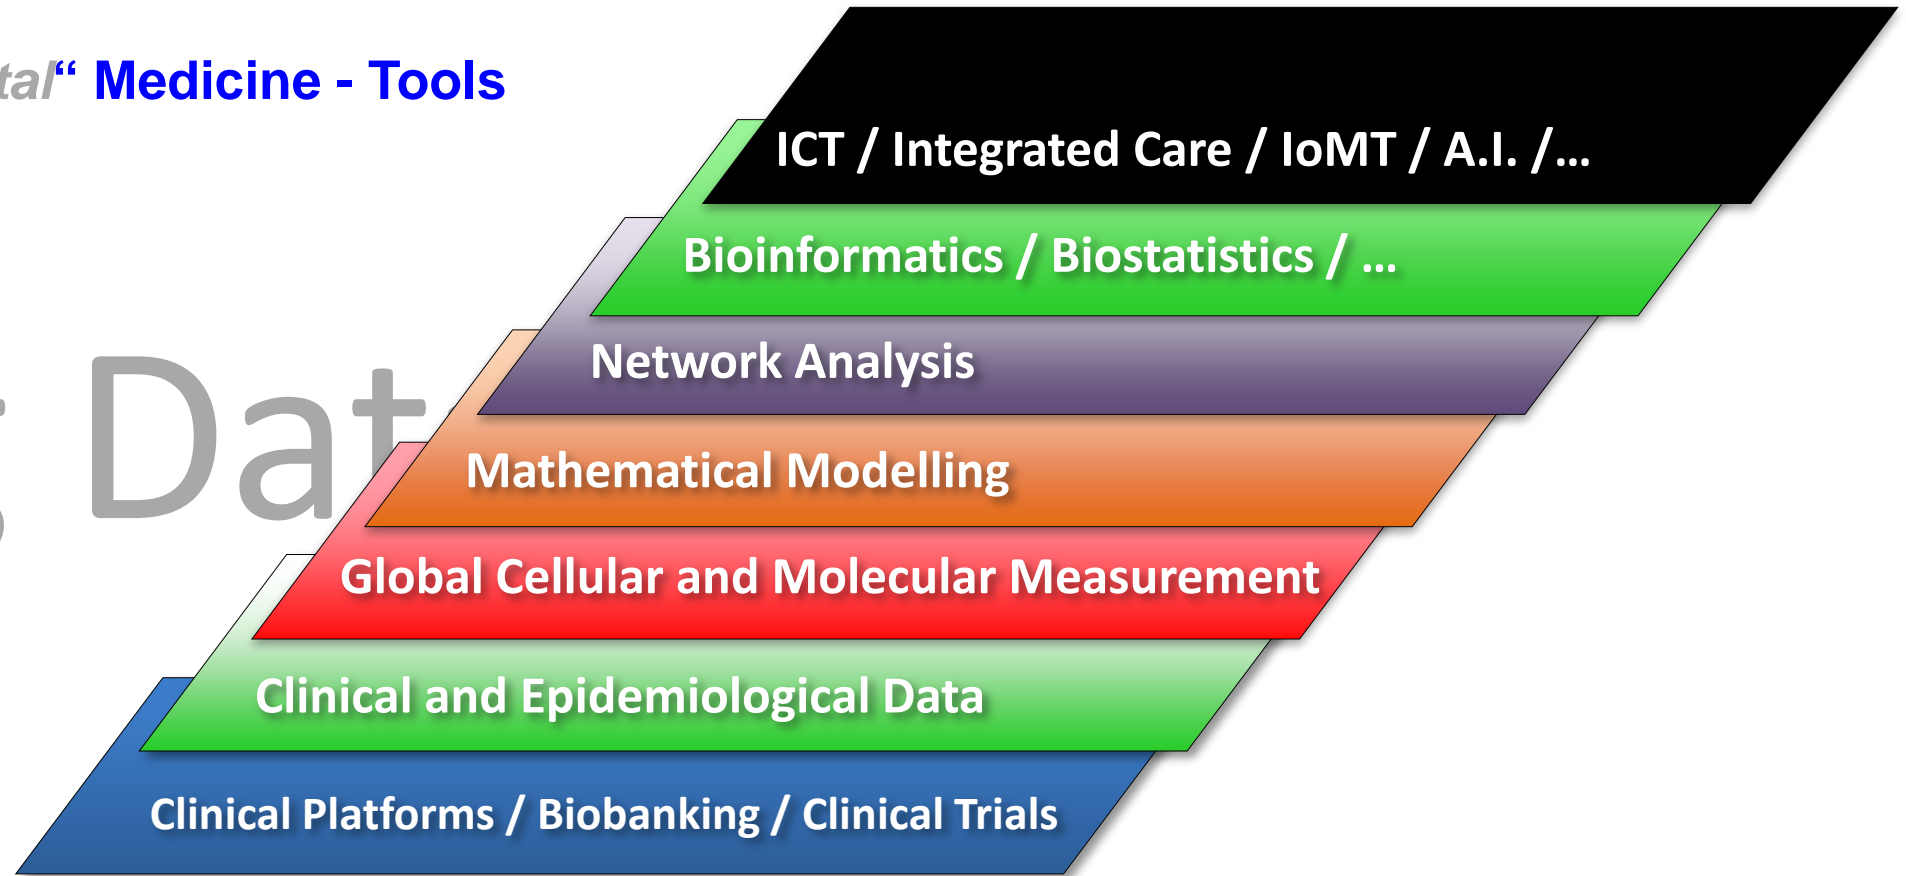 tal“ Medicine - Tools
ICT / Integrated Care / IoMT / A.I. /...
Bioinformatics / Biostatistics / ...
Network Analysis
Dat
Mathematical Modelling
Global Cellular and Molecular Measurement
Clinical and Epidemiological Data
Clinical Platforms / Biobanking / Clinical Trials